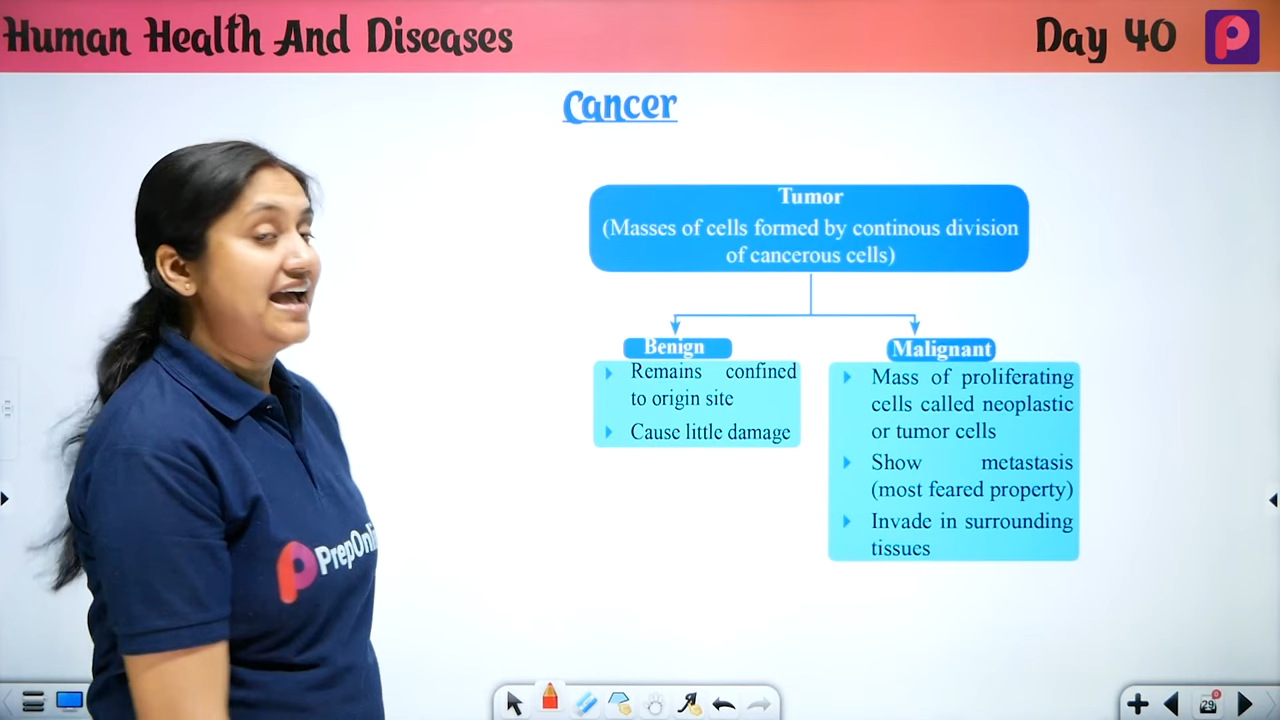 Human Health And Diseases
Day 40
Cancer
Tumor
(Masses of cells formed by continous division
of cancerous cells)
Benign
Remains confined
to origin site
Cause little damage
Malignant
Mass of proliferating
cells called neoplastic
or tumor cells
Show metastasis
(most feared property)
Invade in surrounding
tissues
29